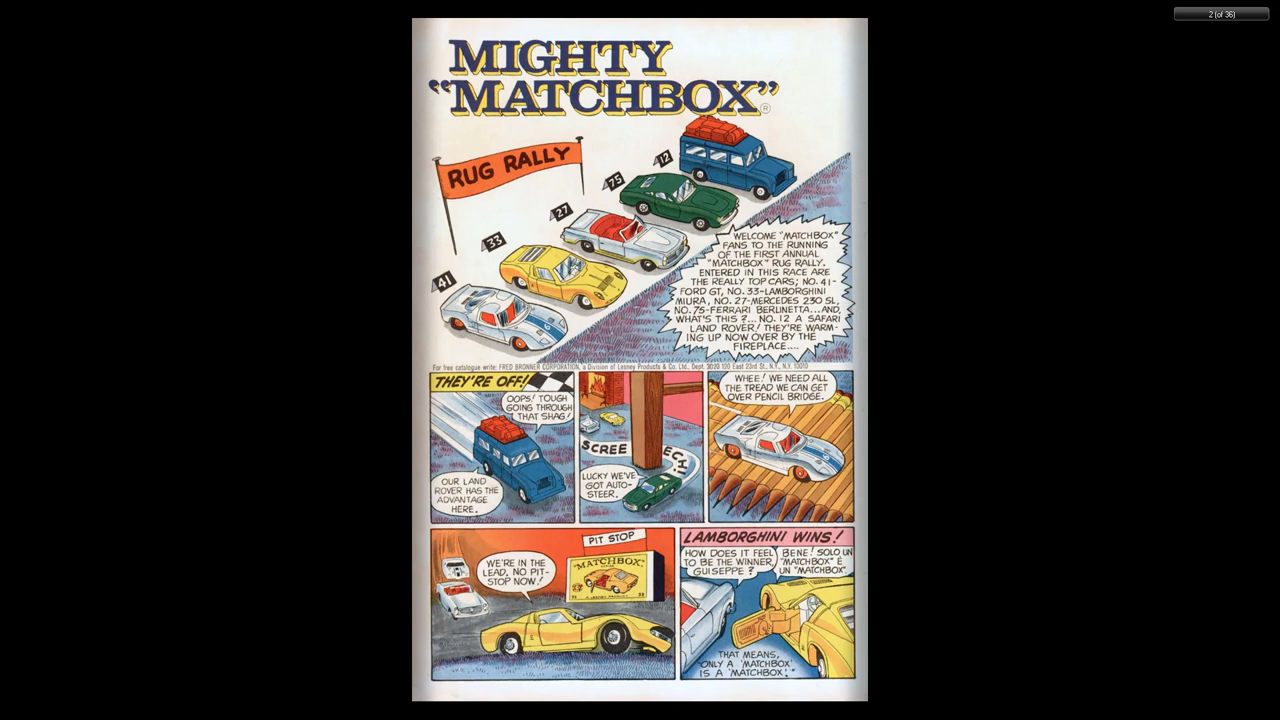 2 (of 36)
MIGHTY
"MATCHBOX"®
RUG RALLY
12
75
27
33
41
WELCOME "MATCHBOX"
FANS TO THE RUNNING
OF THE FIRST ANNUAL
"MATCHBOX" RUG RALLY.
ENTERED IN THIS RACE ARE
THE REALLY TOP CARS; NO. 41-
FORD GT, NO. 33-LAMBORGHINI
MIURA, NO. 27-MERCEDES 230 SL,
NO. 75-FERRARI BERLINETTA...AND,
WHAT'S THIS ?...NO. 12 A SAFARI
LAND ROVER! THEY'RE WARM-
ING UP NOW OVER BY THE
FIREPLACE....
For free catalogue write: FRED BRONNER CORPORATION, a Division of Lesney Products & Co. Ltd., Dept. 3020 120 East 23rd St., N.Y., N.Y. 10010
THEY'RE OFF!
OOPS! TOUGH
GOING THROUGH
THAT SHAG!
OUR LAND
ROVER HAS THE
ADVANTAGE
HERE.
SCREE EECH!
LUCKY WE'VE
GOT AUTO-
STEER.
WHEE! WE NEED ALL
THE TREAD WE CAN GET
OVER PENCIL BRIDGE.
PIT STOP
"MATCHBOX"
WE'RE IN THE
LEAD, NO PIT-
STOP NOW!
LAMBORGHINI WINS!
HOW DOES IT FEEL
TO BE THE WINNER,
GUISEPPE ?
BENE! SOLO UN
"MATCHBOX" È
UN "MATCHBOX".
THAT MEANS,
"ONLY A 'MATCHBOX'
IS A 'MATCHBOX'."